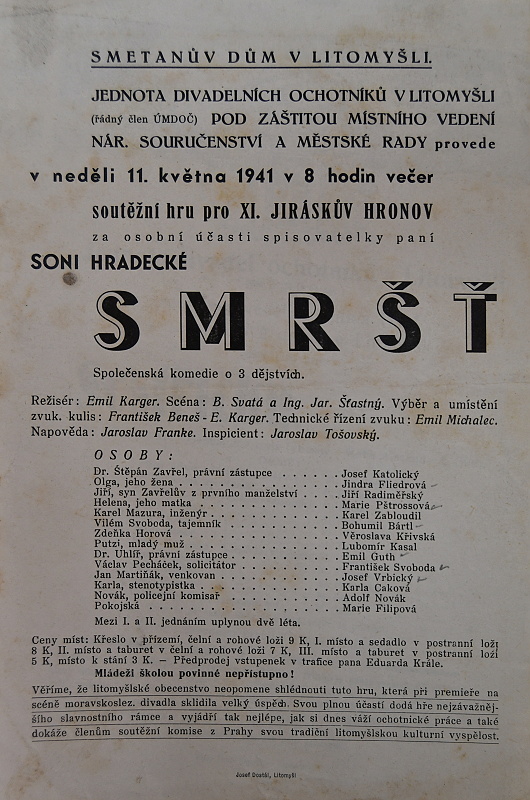 SMETANŮV DŮM V LITOMYŠLI.
JEDNOTA DIVADELNÍCH OCHOTNÍKŮ V LITOMYŠLI
(řádný člen ÚMDOČ) POD ZÁŠTITOU MÍSTNÍHO VEDENÍ
NÁR. SOURUČENSTVÍ A MĚSTSKÉ RADY provede
v neděli 11. května 1941 v 8 hodin večer
soutěžní hru pro XI. JIRÁSKŮV HRONOV
za osobní účasti spisovatelky paní
SONI HRADECKÉ
SMRŠŤ
Společenská komedie o 3 dějstvích.
Režisér: Emil Karger. Scéna: B. Svatá a Ing. Jar. Šťastný. Výběr a umístění
zvuk. kulis: František Beneš - E. Karger. Technické řízení zvuku: Emil Michalec.
Napověda: Jaroslav Franke. Inspicient: Jaroslav Tošovský.
OSOBY:
Dr. Štěpán Zavřel, právní zástupce . . . . . . Josef Katolický
Olga, jeho žena . . . . . . . . . . . . . . . Jindra Fliedrová
Jiří, syn Zavřelův z prvního manželství . . . . Jiří Radiměřský
Helena, jeho matka . . . . . . . . . . . . . Marie Pštrossová
Karel Mazura, inženýr . . . . . . . . . . . . Karel Zabloudil
Vilém Svoboda, tajemník . . . . . . . . . . . Bohumil Bártl
Zdeňka Horová . . . . . . . . . . . . . . . Věroslava Křivská
Putzi, mladý muž . . . . . . . . . . . . . . Lubomír Kasal
Dr. Uhlíř, právní zástupce . . . . . . . . . . Emil Guth
Václav Pecháček, solicitátor . . . . . . . . . František Svoboda
Jan Martiňák, venkovan . . . . . . . . . . . Josef Vrbický
Karla, stenotypistka . . . . . . . . . . . . . Karla Caková
Novák, policejní komisař . . . . . . . . . . . Adolf Novák
Pokojská . . . . . . . . . . . . . . . . . . Marie Filipová
Mezi I. a II. jednáním uplynou dvě léta.
Ceny míst: Křeslo v přízemí, čelní a rohové loži 9 K, I. místo a sedadlo v postranní loži
8 K, II. místo a taburet v čelní a rohové loži 7 K, III. místo a taburet v postranní loži
5 K, místo k stání 3 K. – Předprodej vstupenek v trafice pana Eduarda Krále.
Mládeži školou povinné nepřístupno!
Věříme, že litomyšlské obecenstvo neopomene shlédnouti tuto hru, která při premieře na
scéně moravskoslez. divadla sklidila velký úspěch. Svou plnou účastí dodá hře nejzávažněj-
šího slavnostního rámce a vyjádří tak nejlépe, jak si dnes váží ochotnické práce a také
dokáže členům soutěžní komise z Prahy svou tradiční litomyšlskou kulturní vyspělost.
Josef Dostál, Litomyšl